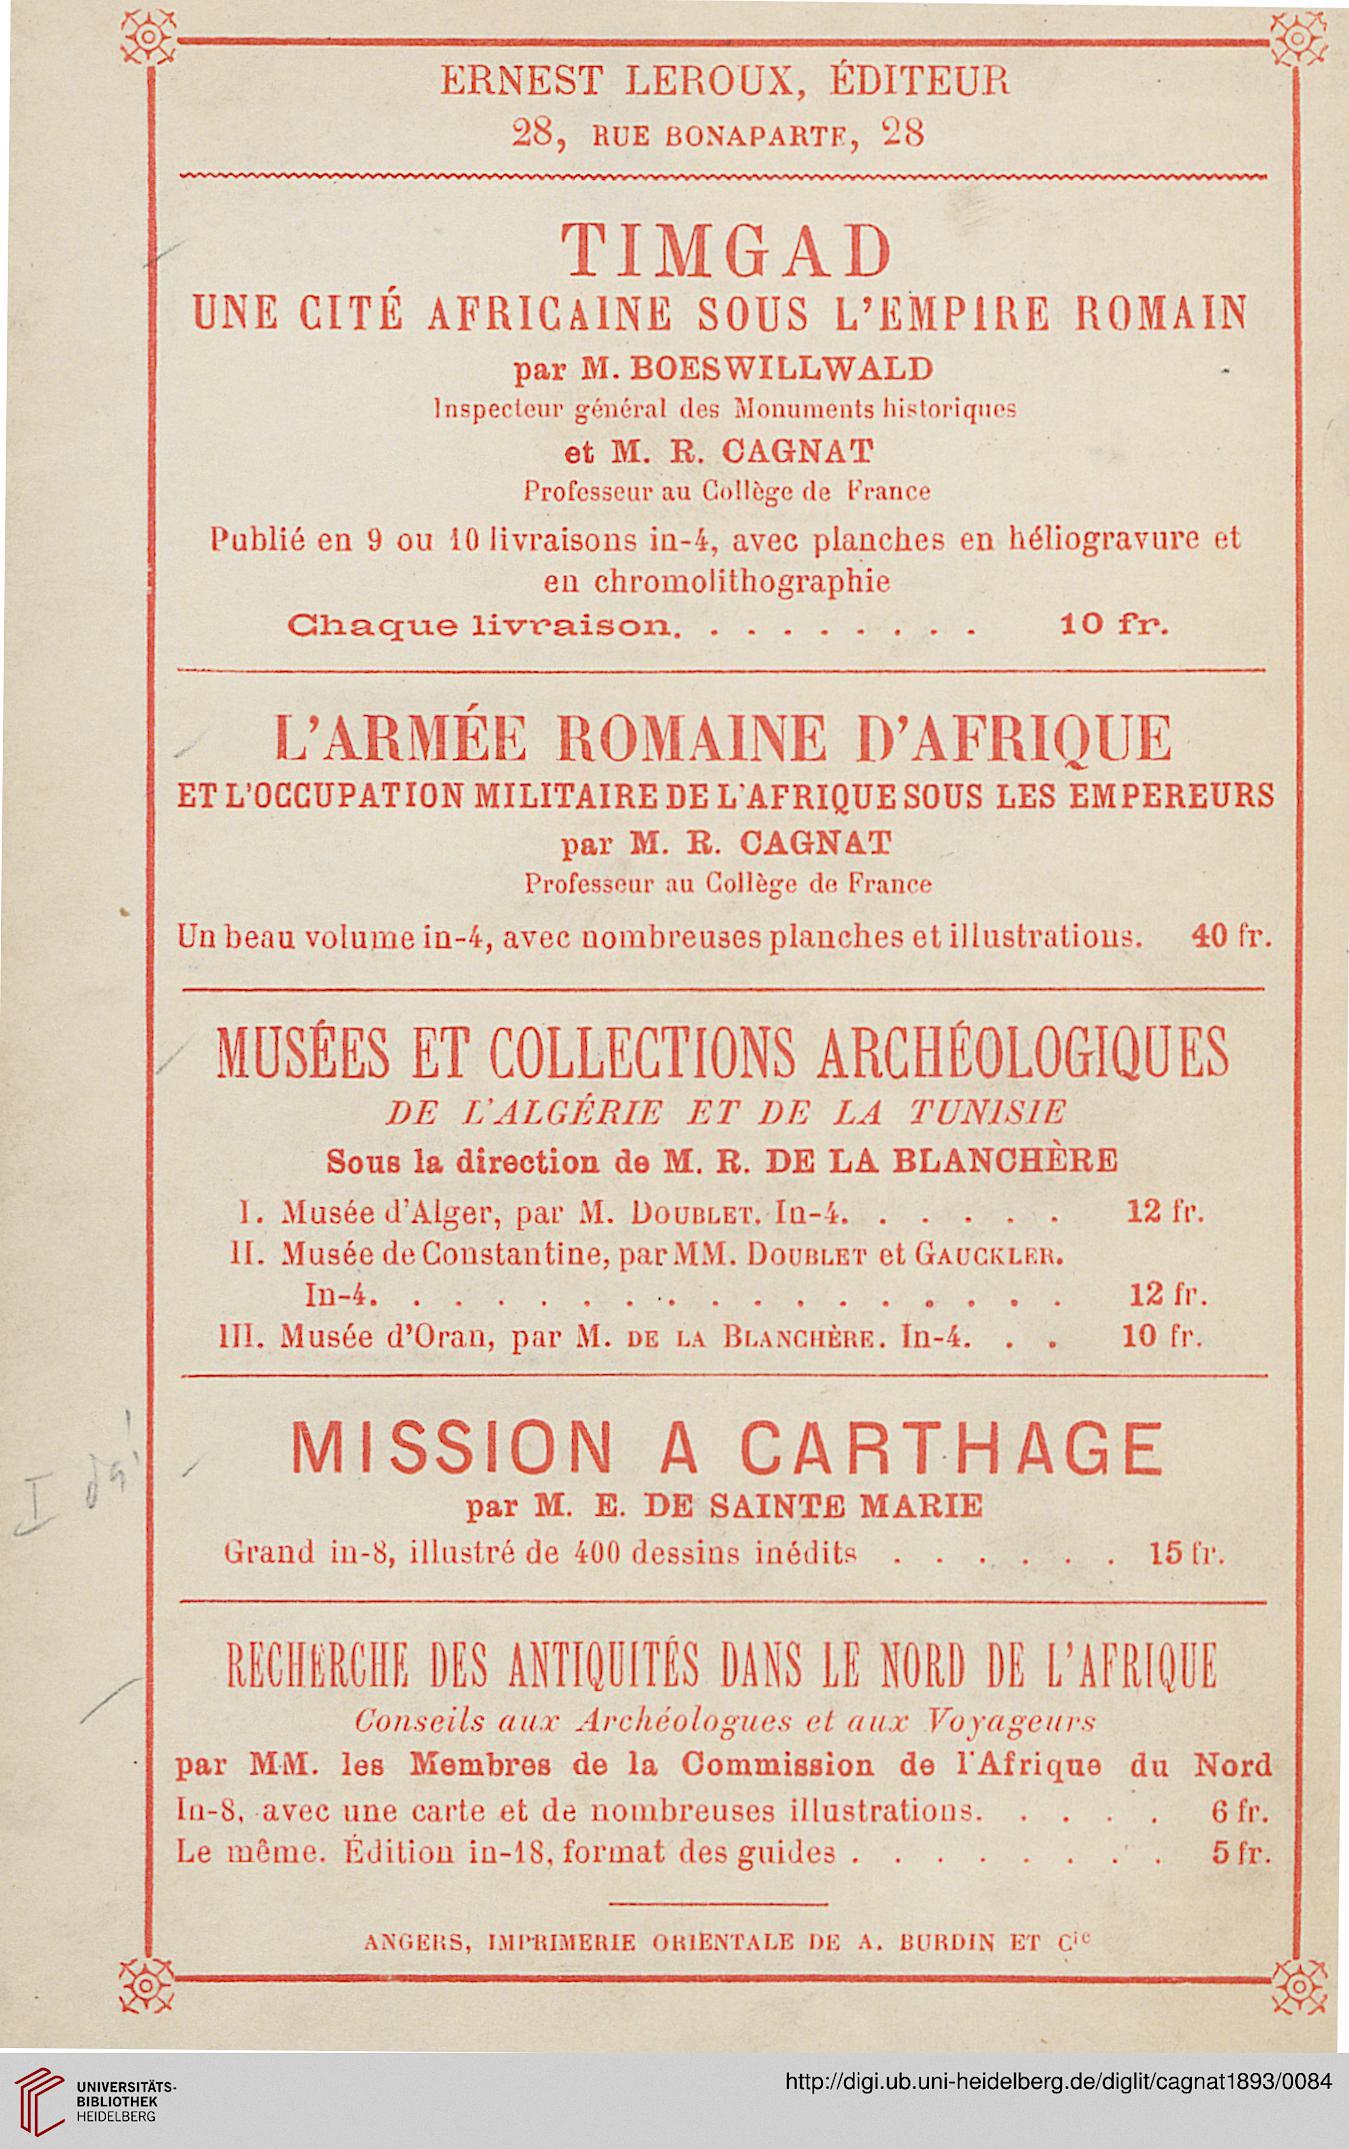 ERNEST LEROUX, ÉDITEUR
28, RUE BONAPARTE, 28
TIMGAD
UNE CITÉ AFRICAINE SOUS L'EMPIRE ROMAIN
par M. BOESWILLWALD
Inspecteur général des Monuments historiques
et M. R. CAGNAT
Professeur au Collège de France
Publié en 9 ou 10 livraisons in-4, avec planches en héliogravure et
en chromolithographie
Chaque livraison. . . . . . . . . 10 fr.
L'ARMÉE ROMAINE D'AFRIQUE
ET L'OCCUPATION MILITAIRE DE L'AFRIQUE SOUS LES EMPEREURS
par M. R. CAGNAT
Professeur au Collège de France
Un beau volume in-4, avec nombreuses planches et illustrations. 40 fr.
MUSÉES ET COLLECTIONS ARCHÉOLOGIQUES
DE L'ALGÉRIE ET DE LA TUNISIE
Sous la direction de M. R. DE LA BLANCHÈRE
I. Musée d'Alger, par M. DOUBLET. In-4. . . . . . 12 fr.
II. Musée de Constantine, par MM. DOUBLET et GAUCKLER.
In-4. . . . . . . . . . . . . . . . . 12 fr.
III. Musée d'Oran, par M. DE LA BLANCHÈRE. In-4. . . 10 fr.
MISSION A CARTHAGE
par M. E. DE SAINTE MARIE
Grand in-8, illustré de 400 dessins inédits . . . . . . 15 fr.
RECHERCHE DES ANTIQUITÉS DANS LE NORD DE L'AFRIQUE
Conseils aux Archéologues et aux Voyageurs
par MM. les Membres de la Commission de l'Afrique du Nord
In-8, avec une carte et de nombreuses illustrations. . . . . 6 fr.
Le même. Édition in-18, format des guides . . . . . . . . 5 fr.
ANGERS, IMPRIMERIE ORIENTALE DE A. BURDIN ET Cie
UNIVERSITÄTS-
BIBLIOTHEK
HEIDELBERG
http://digi.ub.uni-heidelberg.de/diglit/cagnat1893/0084